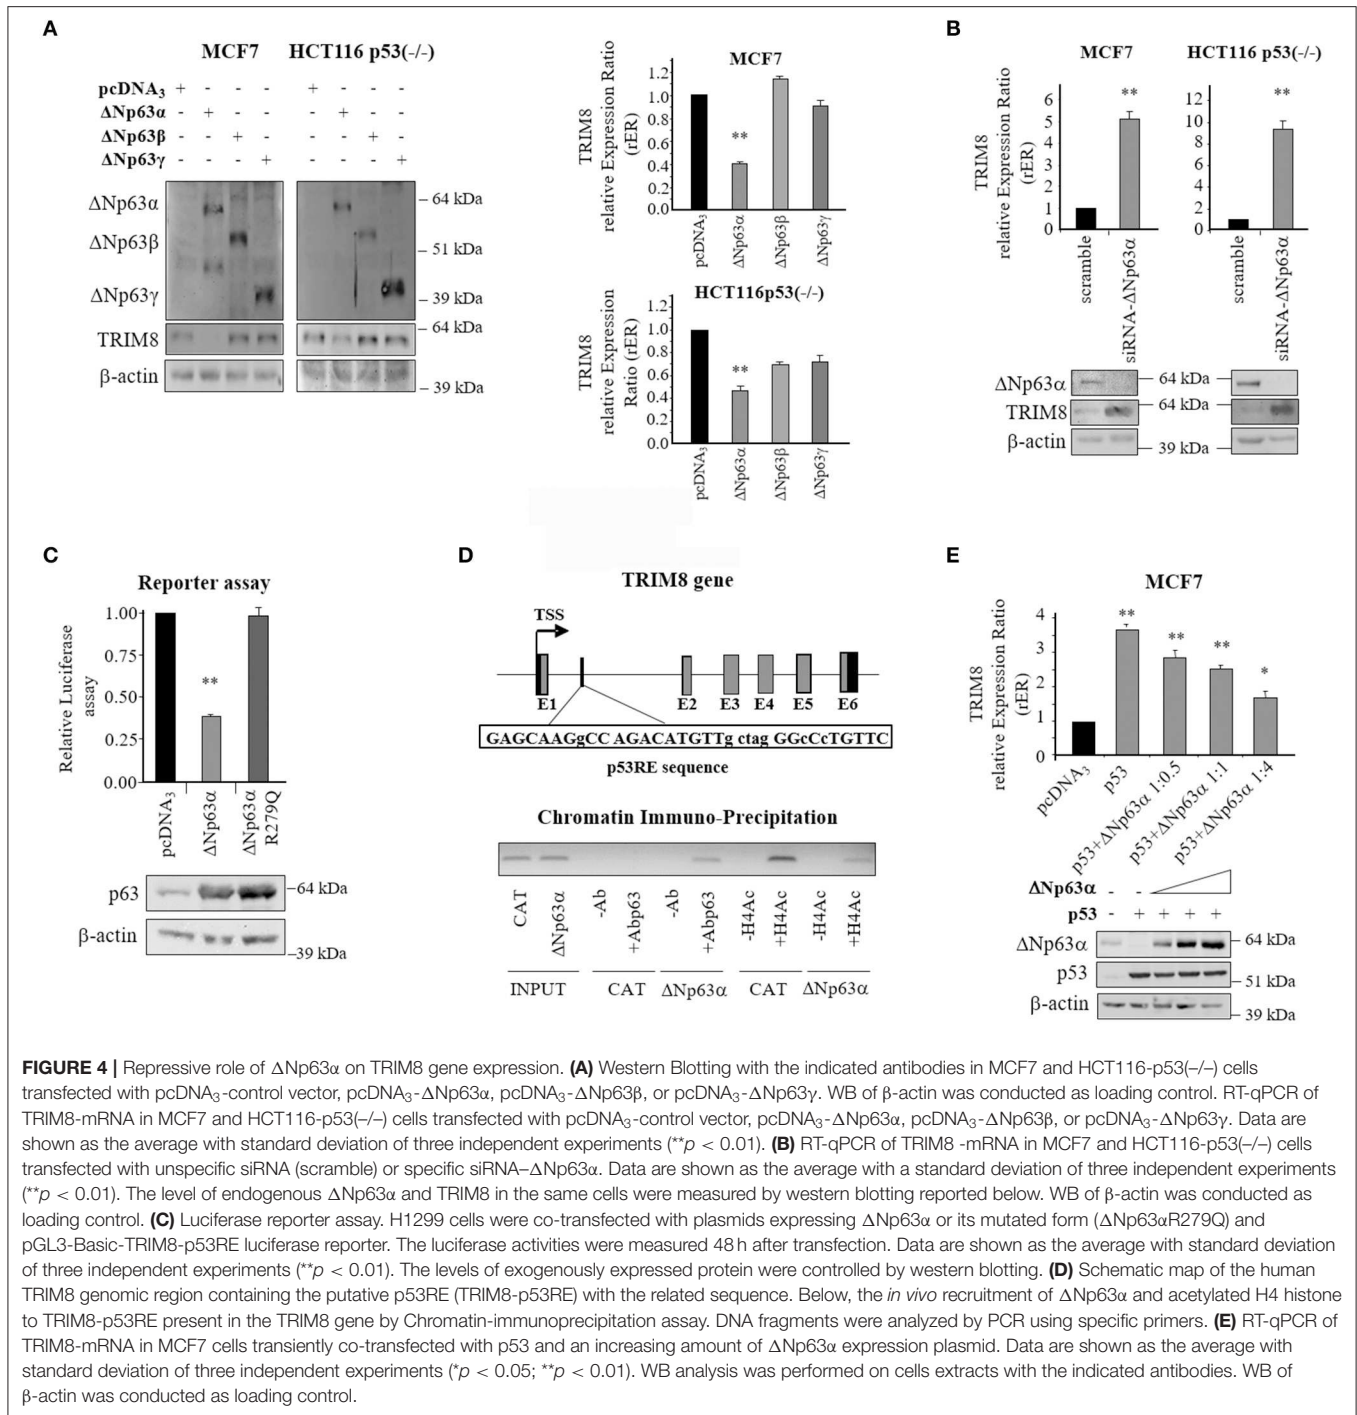 A
MCF7 HCT116 p53(-/-)
pcDNA₃ + - - - + - - -
ΔNp63α - + - - - + - -
ΔNp63β - - + - - - + -
ΔNp63γ - - - + - - - +
ΔNp63α
ΔNp63β
ΔNp63γ
TRIM8
β-actin
– 64 kDa
– 51 kDa
– 39 kDa
– 64 kDa
– 39 kDa
MCF7
TRIM8
relative Expression Ratio
(rER)
1.2
1.0
0.8
0.6
0.4
0.2
0.0
**
pcDNA₃
ΔNp63α
ΔNp63β
ΔNp63γ
HCT116p53(-/-)
TRIM8
relative Expression
Ratio (rER)
1.2
1.0
0.8
0.6
0.4
0.2
0.0
**
pcDNA₃
ΔNp63α
ΔNp63β
ΔNp63γ
B
MCF7 HCT116 p53(-/-)
TRIM8
relative Expression Ratio
(rER)
6
5
4
3
2
1
0
**
scramble
siRNA-ΔNp63α
12
10
8
6
4
2
0
**
scramble
siRNA-ΔNp63α
ΔNp63α – 64 kDa –
TRIM8 – 64 kDa –
β-actin – 39 kDa –
C
Reporter assay
Relative Luciferase
assay
1.00
0.75
0.50
0.25
0.00
**
pcDNA₃
ΔNp63α
ΔNp63α
R279Q
p63 –64 kDa
β-actin –39 kDa
D
TRIM8 gene
TSS
E1 E2 E3 E4 E5 E6
GAGCAAGgCC AGACATGTTg ctag GGcCcTGTTC
p53RE sequence
Chromatin Immuno-Precipitation
CAT
ΔNp63α
-Ab
+Abp63
-Ab
+Abp63
-H4Ac
+H4Ac
-H4Ac
+H4Ac
INPUT CAT ΔNp63α CAT ΔNp63α
E
MCF7
TRIM8
relative Expression Ratio
(rER)
4
3
2
1
0
**
**
**
*
pcDNA₃
p53
p53+ΔNp63α 1:0.5
p53+ΔNp63α 1:1
p53+ΔNp63α 1:4
ΔNp63α - -
p53 - + + + +
ΔNp63α – 64 kDa
p53 – 51 kDa
β-actin – 39 kDa
FIGURE 4 | Repressive role of ΔNp63α on TRIM8 gene expression. (A) Western Blotting with the indicated antibodies in MCF7 and HCT116-p53(–/–) cells
transfected with pcDNA₃-control vector, pcDNA₃-ΔNp63α, pcDNA₃-ΔNp63β, or pcDNA₃-ΔNp63γ. WB of β-actin was conducted as loading control. RT-qPCR of
TRIM8-mRNA in MCF7 and HCT116-p53(–/–) cells transfected with pcDNA₃-control vector, pcDNA₃-ΔNp63α, pcDNA₃-ΔNp63β, or pcDNA₃-ΔNp63γ. Data are
shown as the average with standard deviation of three independent experiments (**p < 0.01). (B) RT-qPCR of TRIM8 -mRNA in MCF7 and HCT116-p53(–/–) cells
transfected with unspecific siRNA (scramble) or specific siRNA–ΔNp63α. Data are shown as the average with a standard deviation of three independent experiments
(**p < 0.01). The level of endogenous ΔNp63α and TRIM8 in the same cells were measured by western blotting reported below. WB of β-actin was conducted as
loading control. (C) Luciferase reporter assay. H1299 cells were co-transfected with plasmids expressing ΔNp63α or its mutated form (ΔNp63αR279Q) and
pGL3-Basic-TRIM8-p53RE luciferase reporter. The luciferase activities were measured 48 h after transfection. Data are shown as the average with standard deviation
of three independent experiments (**p < 0.01). The levels of exogenously expressed protein were controlled by western blotting. (D) Schematic map of the human
TRIM8 genomic region containing the putative p53RE (TRIM8-p53RE) with the related sequence. Below, the in vivo recruitment of ΔNp63α and acetylated H4 histone
to TRIM8-p53RE present in the TRIM8 gene by Chromatin-immunoprecipitation assay. DNA fragments were analyzed by PCR using specific primers. (E) RT-qPCR of
TRIM8-mRNA in MCF7 cells transiently co-transfected with p53 and an increasing amount of ΔNp63α expression plasmid. Data are shown as the average with
standard deviation of three independent experiments (*p < 0.05; **p < 0.01). WB analysis was performed on cells extracts with the indicated antibodies. WB of
β-actin was conducted as loading control.